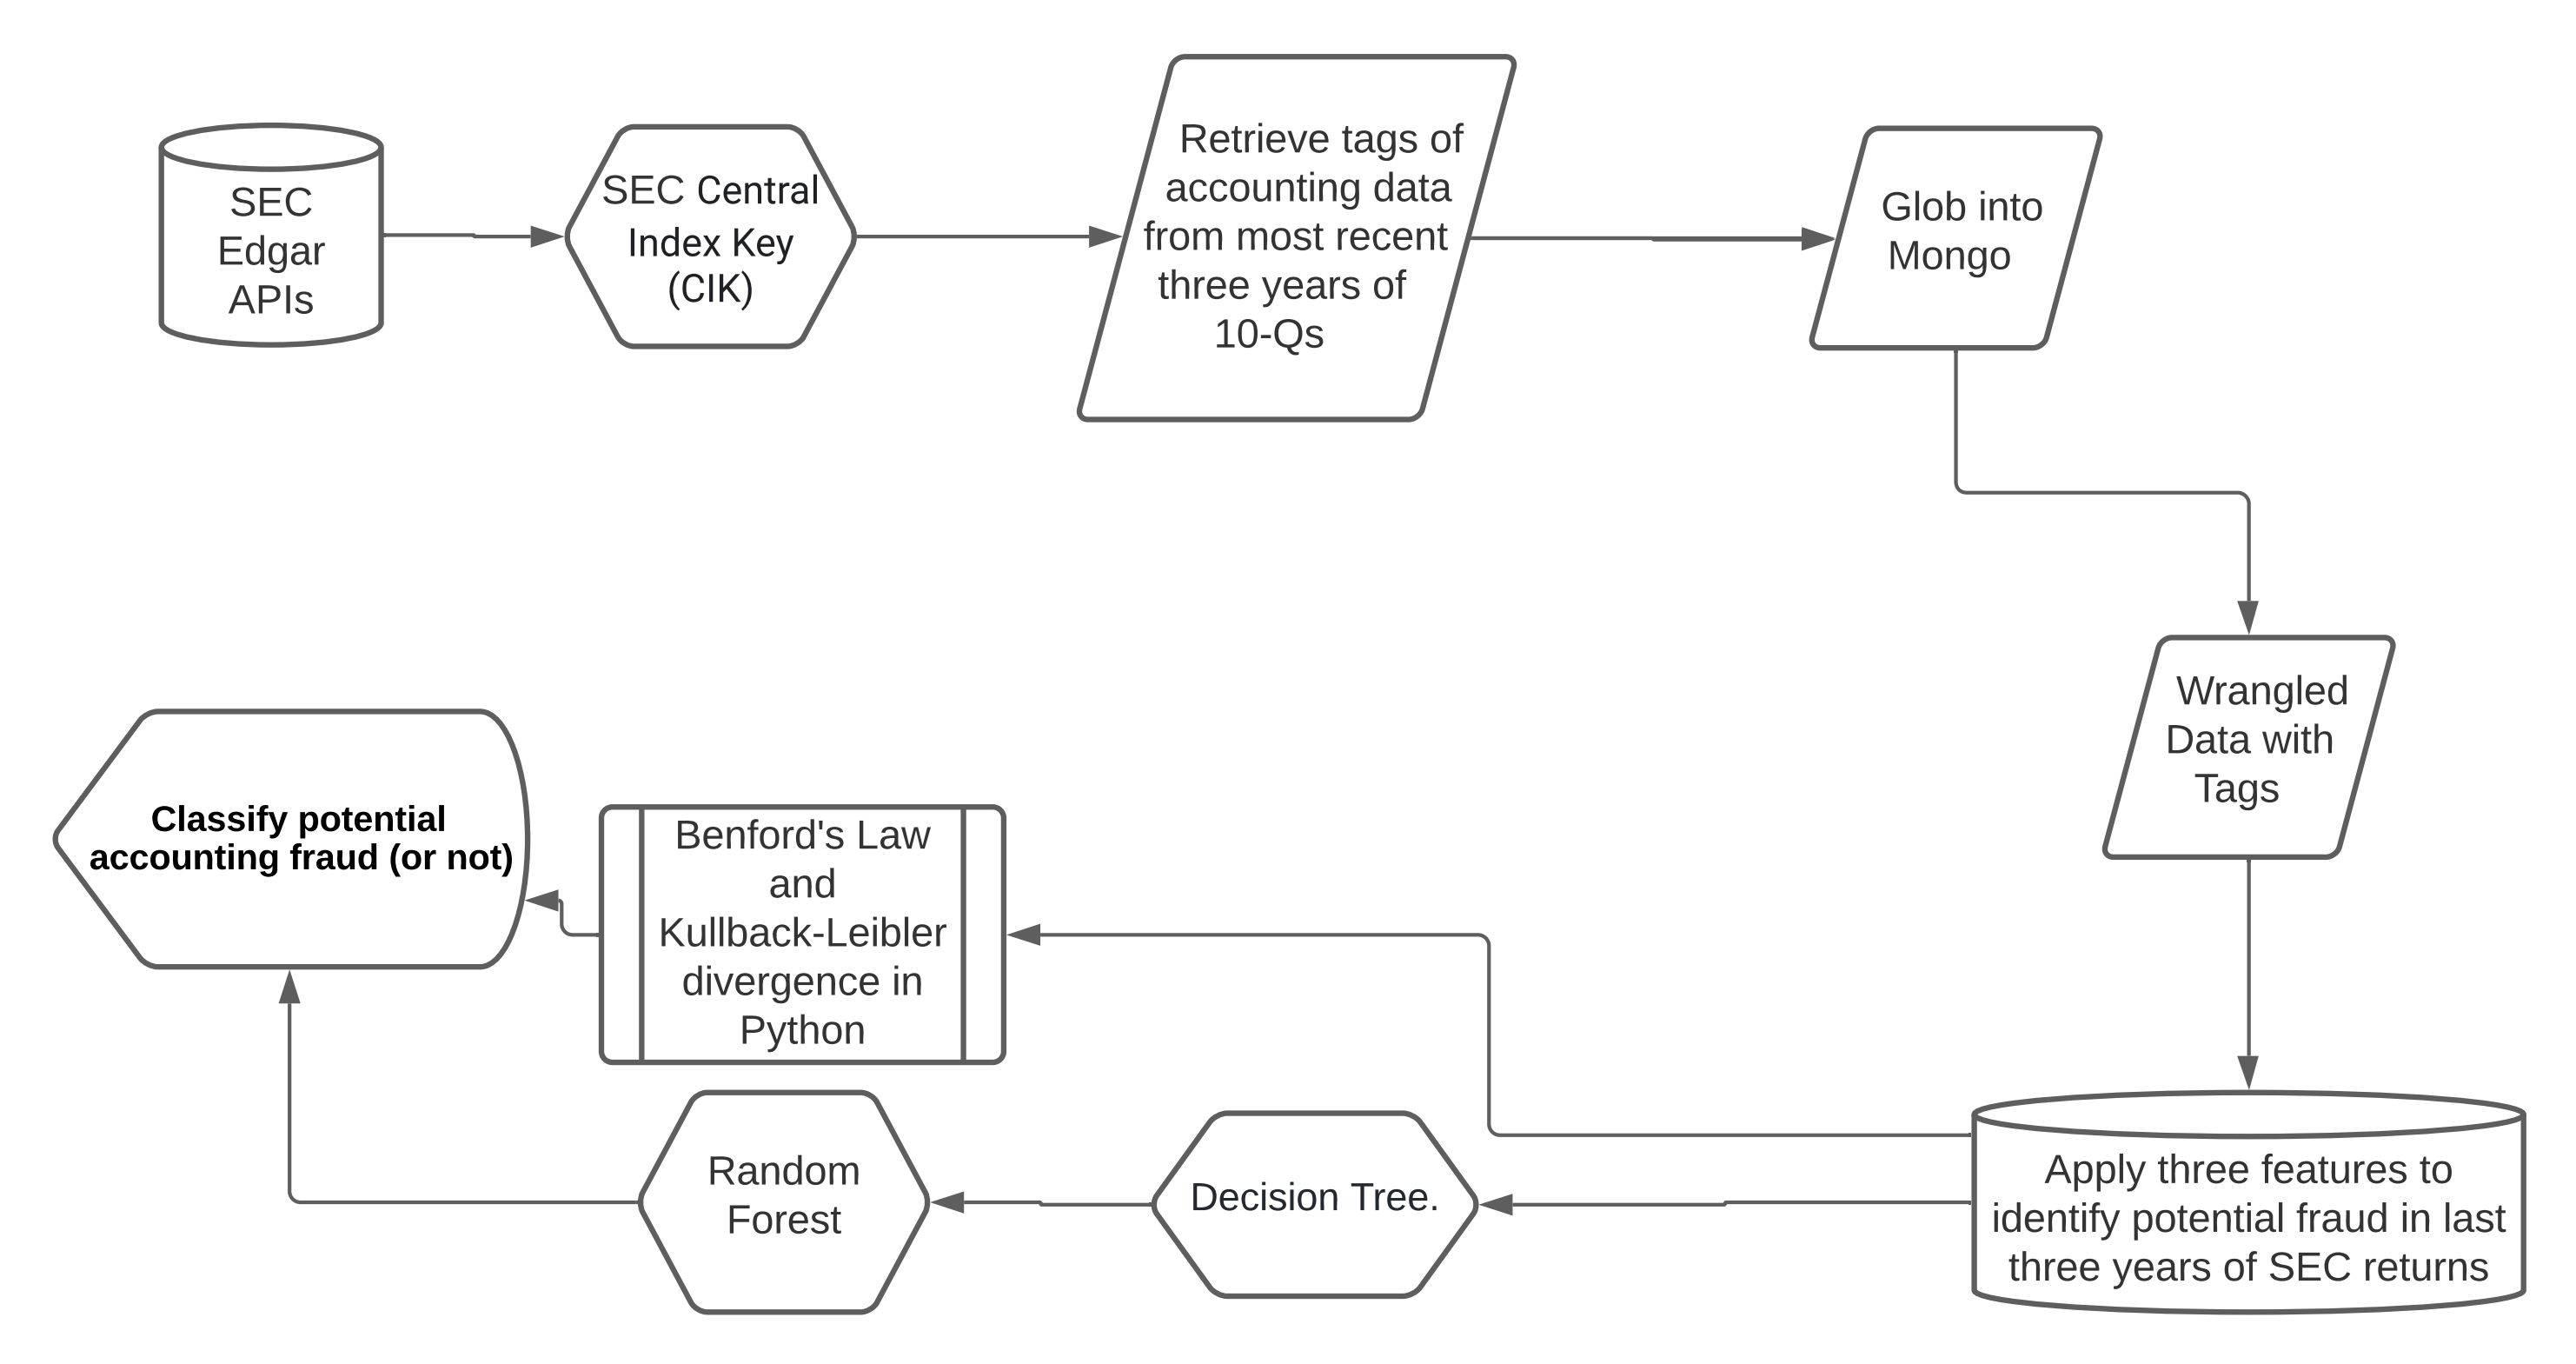 SEC
Edgar
APIs
SEC Central
Index Key
(CIK)
Retrieve tags of
accounting data
from most recent
three years of
10-Qs
Glob into
Mongo
Wrangled
Data with
Tags
Apply three features to
identify potential fraud in last
three years of SEC returns
Benford's Law
and
Kullback-Leibler
divergence in
Python
Decision Tree.
Random
Forest
Classify potential
accounting fraud (or not)